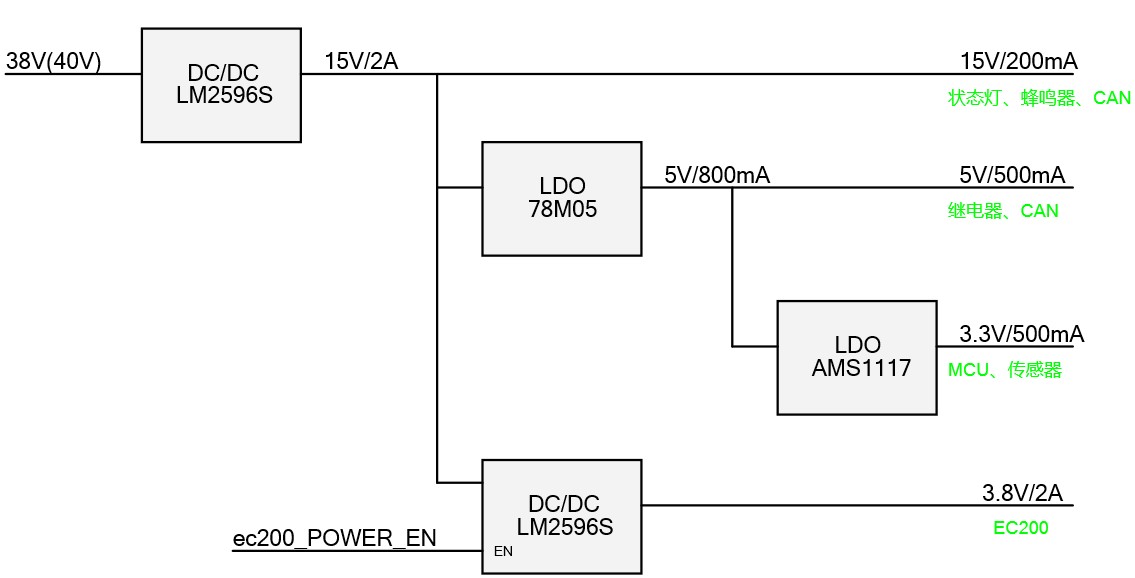 38V(40V)
DC/DC
LM2596S
15V/2A
15V/200mA
状态灯、蜂鸣器、CAN
LDO
78M05
5V/800mA
5V/500mA
继电器、CAN
LDO
AMS1117
3.3V/500mA
MCU、传感器
DC/DC
LM2596S
3.8V/2A
EC200
ec200_POWER_EN
EN